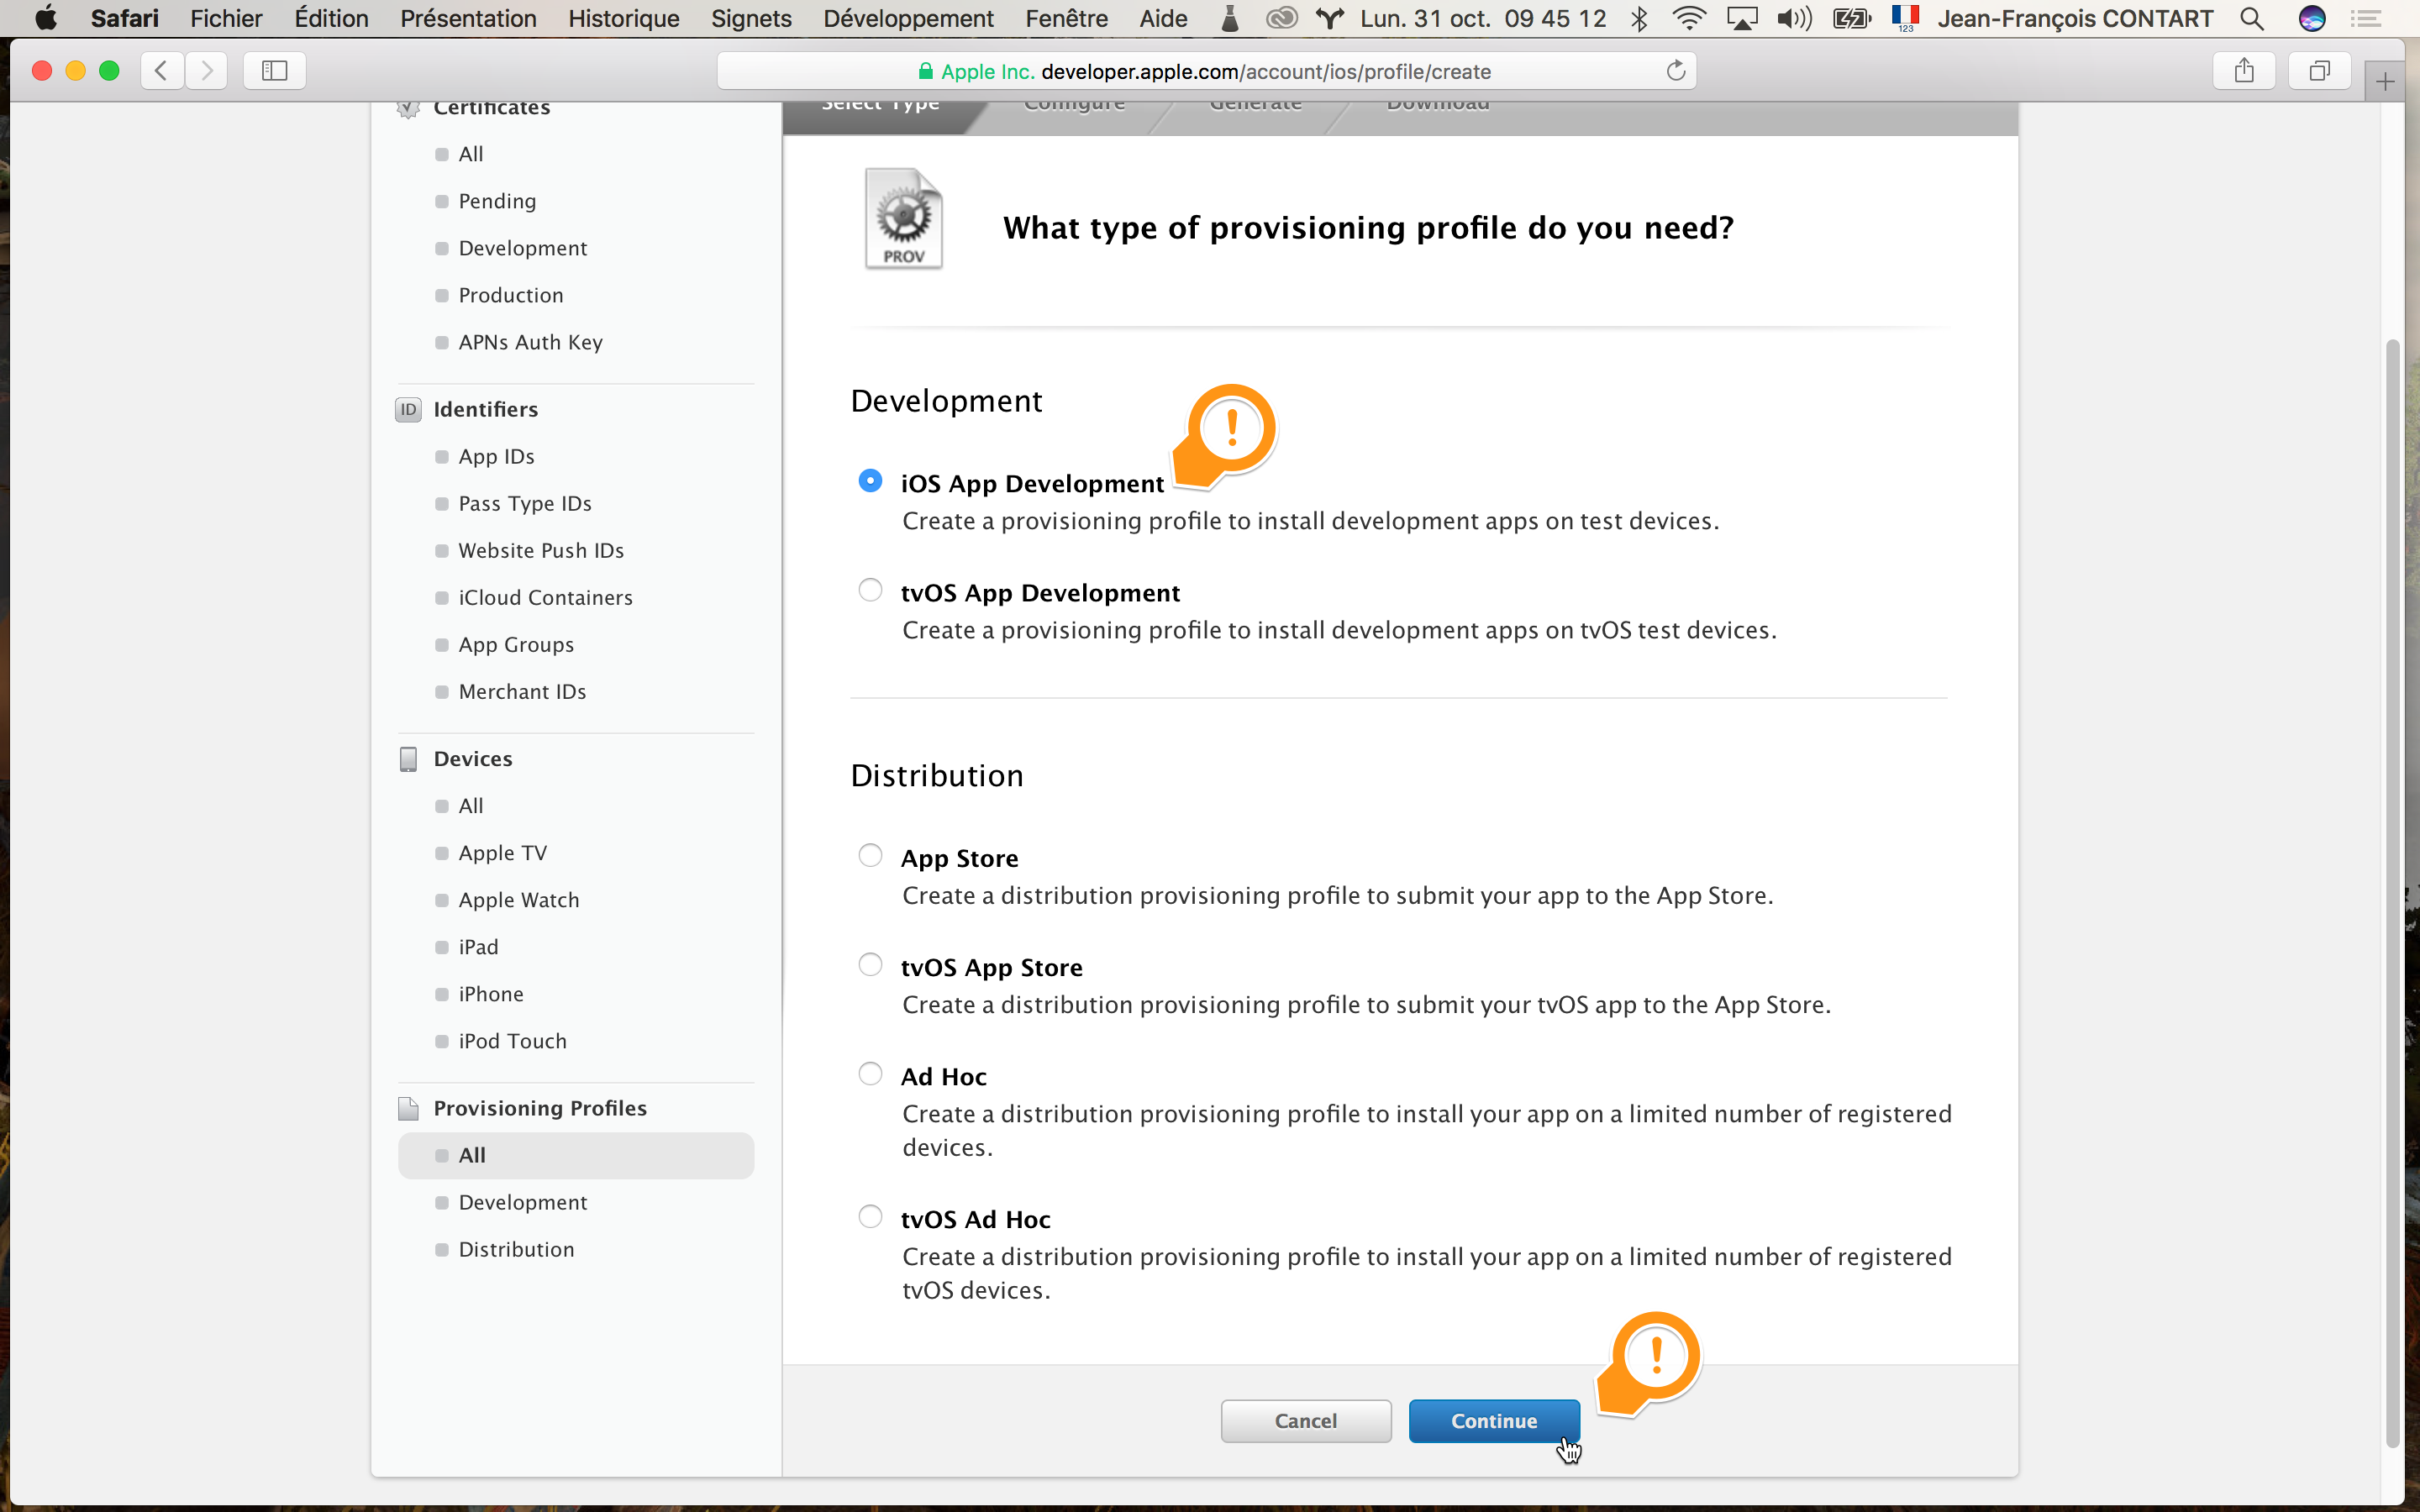 Safari Fichier Édition Présentation Historique Signets Développement Fenêtre Aide Lun. 31 oct. 09 45 12 123 Jean-François CONTART
Apple Inc. developer.apple.com/account/ios/profile/create
Certificates
All
Pending
Development
Production
APNs Auth Key
ID Identifiers
App IDs
Pass Type IDs
Website Push IDs
iCloud Containers
App Groups
Merchant IDs
Devices
All
Apple TV
Apple Watch
iPad
iPhone
iPod Touch
Provisioning Profiles
All
Development
Distribution
Select Type Configure Generate Download
PROV
What type of provisioning profile do you need?
Development
!
iOS App Development
Create a provisioning profile to install development apps on test devices.
tvOS App Development
Create a provisioning profile to install development apps on tvOS test devices.
Distribution
App Store
Create a distribution provisioning profile to submit your app to the App Store.
tvOS App Store
Create a distribution provisioning profile to submit your tvOS app to the App Store.
Ad Hoc
Create a distribution provisioning profile to install your app on a limited number of registered
devices.
tvOS Ad Hoc
Create a distribution provisioning profile to install your app on a limited number of registered
tvOS devices.
!
Cancel Continue